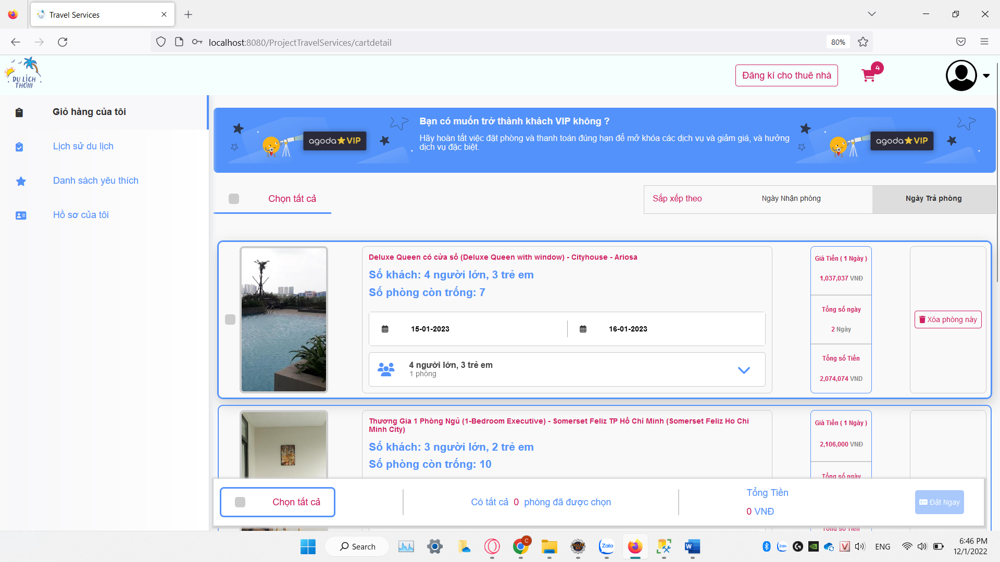 Travel Services
localhost:8080/ProjectTravelServices/cartdetail
80%
DU LỊCH
THÔIII
Đăng kí cho thuê nhà
4
Giỏ hàng của tôi
Lịch sử du lịch
Danh sách yêu thích
Hồ sơ của tôi
agoda VIP
Bạn có muốn trở thành khách VIP không ?
Hãy hoàn tất việc đặt phòng và thanh toán đúng hạn để mở khóa các dịch vụ và giảm giá, và hưởng
dịch vụ đặc biệt.
agoda VIP
Chọn tất cả
Sắp xếp theo
Ngày Nhận phòng
Ngày Trả phòng
Deluxe Queen có cửa sổ (Deluxe Queen with window) - Cityhouse - Ariosa
Số khách: 4 người lớn, 3 trẻ em
Số phòng còn trống: 7
15-01-2023
16-01-2023
4 người lớn, 3 trẻ em
1 phòng
Giá Tiền ( 1 Ngày )
1,037,037 VNĐ
Tổng số ngày
2 Ngày
Tổng số Tiền
2,074,074 VND
Xóa phòng này
Thương Gia 1 Phòng Ngủ (1-Bedroom Executive) - Somerset Feliz TP Hồ Chí Minh (Somerset Feliz Ho Chi
Minh City)
Số khách: 3 người lớn, 2 trẻ em
Số phòng còn trống: 10
Giá Tiền ( 1 Ngày )
2,106,000 VNĐ
Tổng số ngày
Chọn tất cả
Có tất cả 0 phòng đã được chọn
Tổng Tiền
0 VNĐ
Đặt Ngay
Tổng số Tiền
Search
C
Zalo
W
Zalo
V
ENG
6:46 PM
12/1/2022